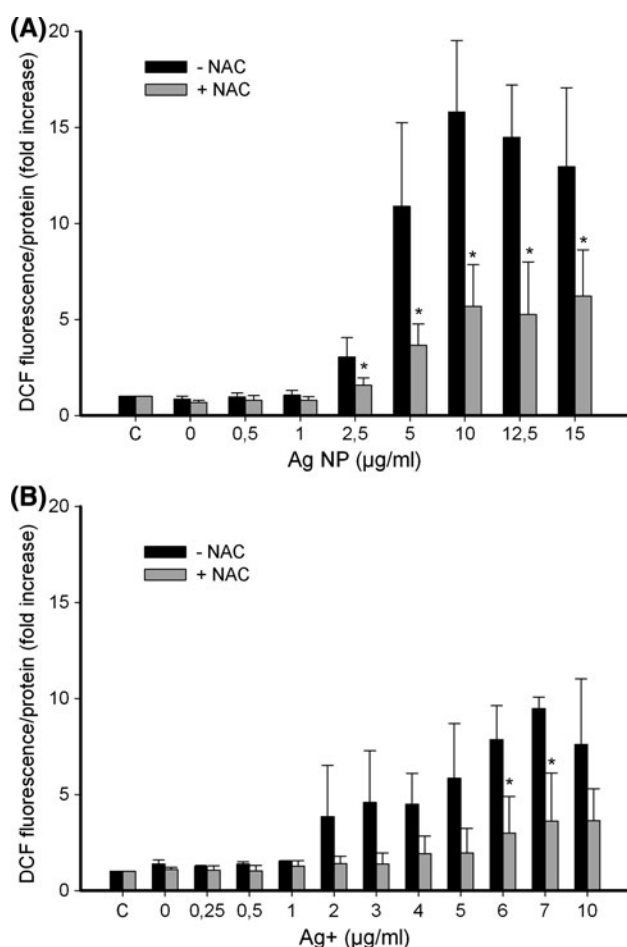 (A)
20
15
10
5
0
DCF fluorescence/protein (fold increase)
- NAC
+ NAC
* * * * *
C 0 0,5 1 2,5 5 10 12,5 15
Ag NP (µg/ml)
(B)
20
15
10
5
0
DCF fluorescence/protein (fold increase)
- NAC
+ NAC
* *
C 0 0,25 0,5 1 2 3 4 5 6 7 10
Ag+ (µg/ml)